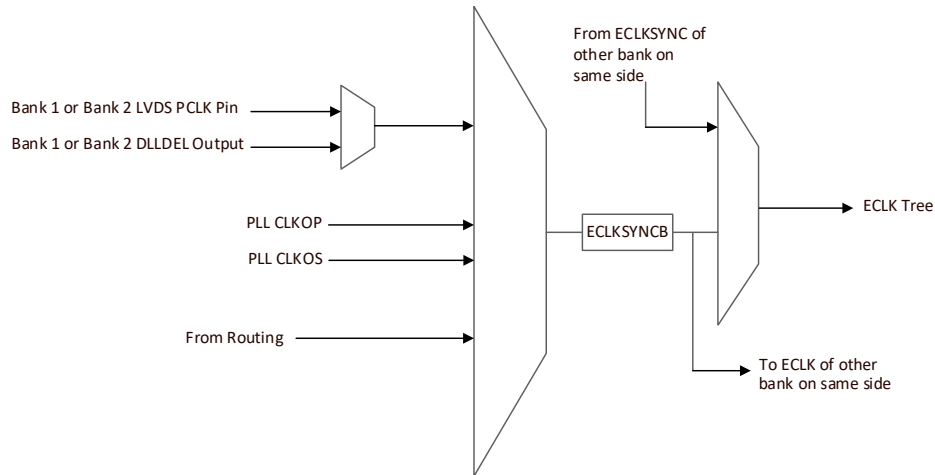 From ECLKSYNC of
other bank on
same side
Bank 1 or Bank 2 LVDS PCLK Pin
Bank 1 or Bank 2 DLLDEL Output
ECLK Tree
PLL CLKOP
ECLKSYNCB
PLL CLKOS
From Routing
To ECLK of other
bank on same side